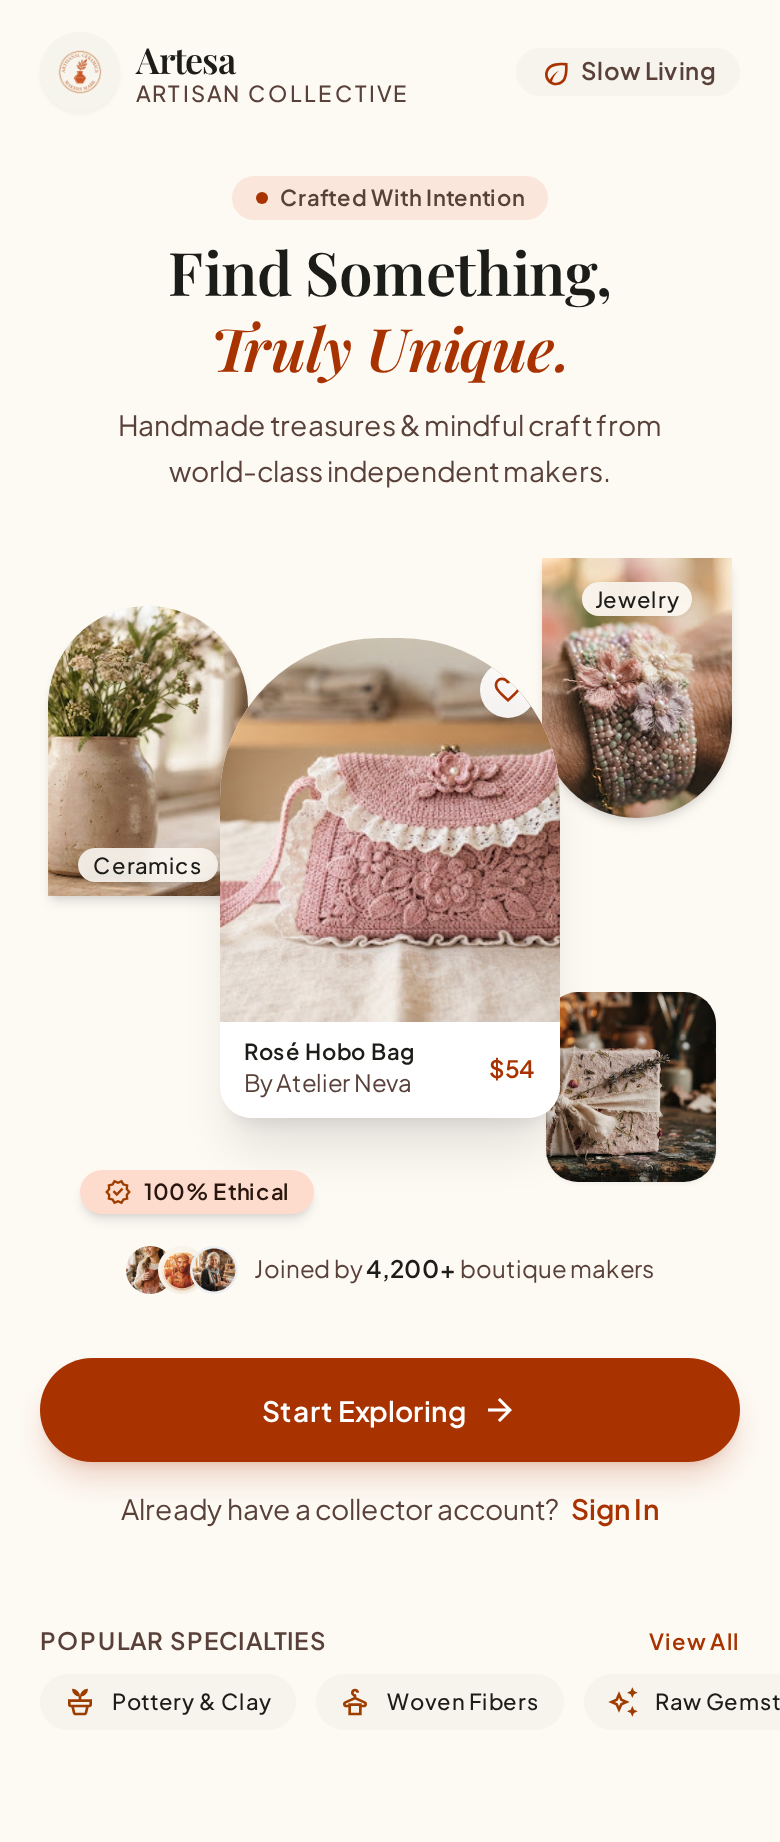 Artesa
ARTISAN COLLECTIVE
Slow Living
Crafted With Intention
Find Something,
Truly Unique.
Handmade treasures & mindful craft from
world-class independent makers.
Jewelry
Ceramics
Rosé Hobo Bag
By Atelier Neva
$54
100% Ethical
Joined by 4,200+ boutique makers
Start Exploring
Already have a collector account? Sign In
POPULAR SPECIALTIES
View All
Pottery & Clay
Woven Fibers
Raw Gemst